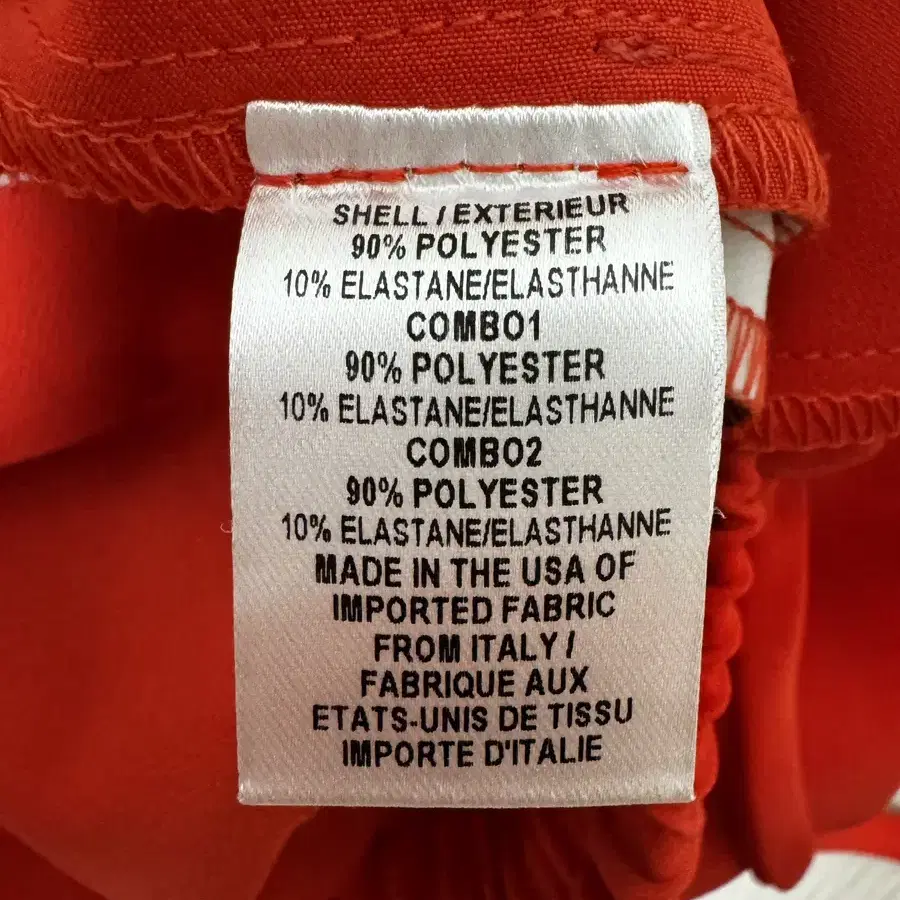 SHELL / EXTERIEUR
90% POLYESTER
10% ELASTANE/ELASTHANNE
COMBO1
90% POLYESTER
10% ELASTANE/ELASTHANNE
COMBO2
90% POLYESTER
10% ELASTANE/ELASTHANNE
MADE IN THE USA OF
IMPORTED FABRIC
FROM ITALY /
FABRIQUE AUX
ETATS-UNIS DE TISSU
IMPORTE D'ITALIE